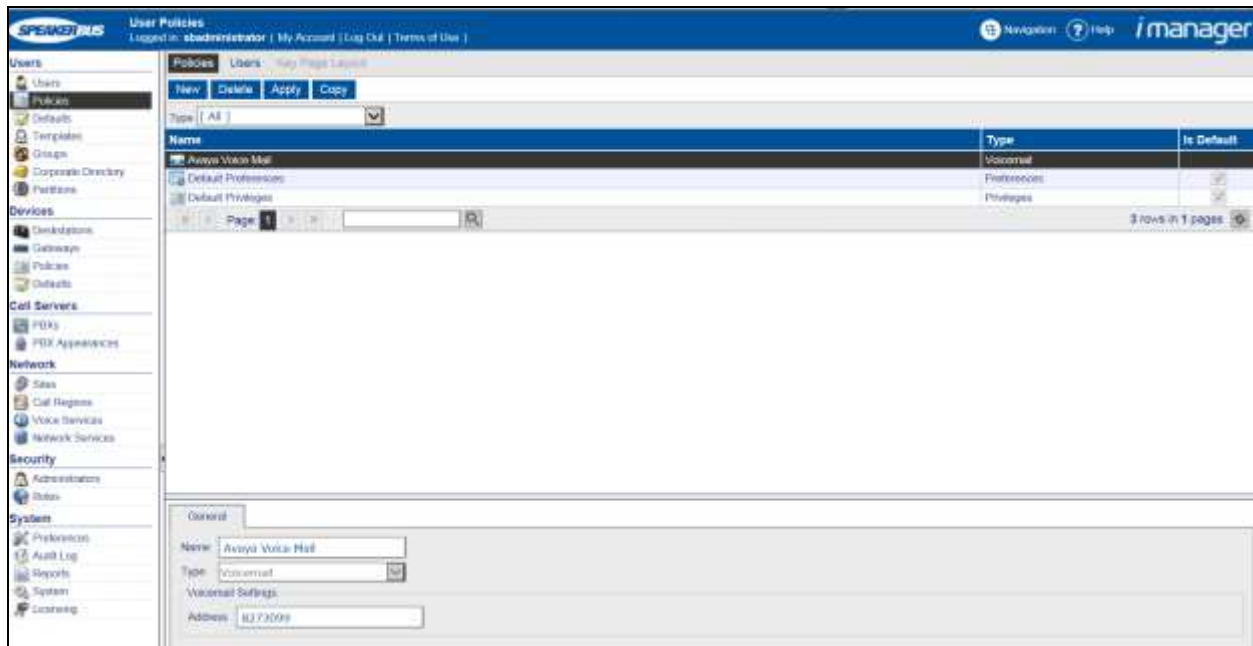 SPEAKERBUS
User Policies
Logged in: sbadministrator | My Account | Log Out | Terms of Use |
Navigation
? Help
imanager
Users
Users
Policies
Defaults
Templates
Groups
Corporate Directory
Partitions
Devices
Deskstations
Gateways
Policies
Defaults
Call Servers
PBXs
PBX Appearances
Network
Sites
Call Regions
Voice Services
Network Services
Security
Administrators
Roles
System
Preferences
Audit Log
Reports
System
Licensing
Policies Users Key Page Layout
New Delete Apply Copy
Type [ All ]
Name Type Is Default
Avaya Voice Mail Voicemail
Default Preferences Preferences
Default Privileges Privileges
Page 1
3 rows in 1 pages
General
Name Avaya Voice Mail
Type Voicemail
Voicemail Settings
Address 8273099